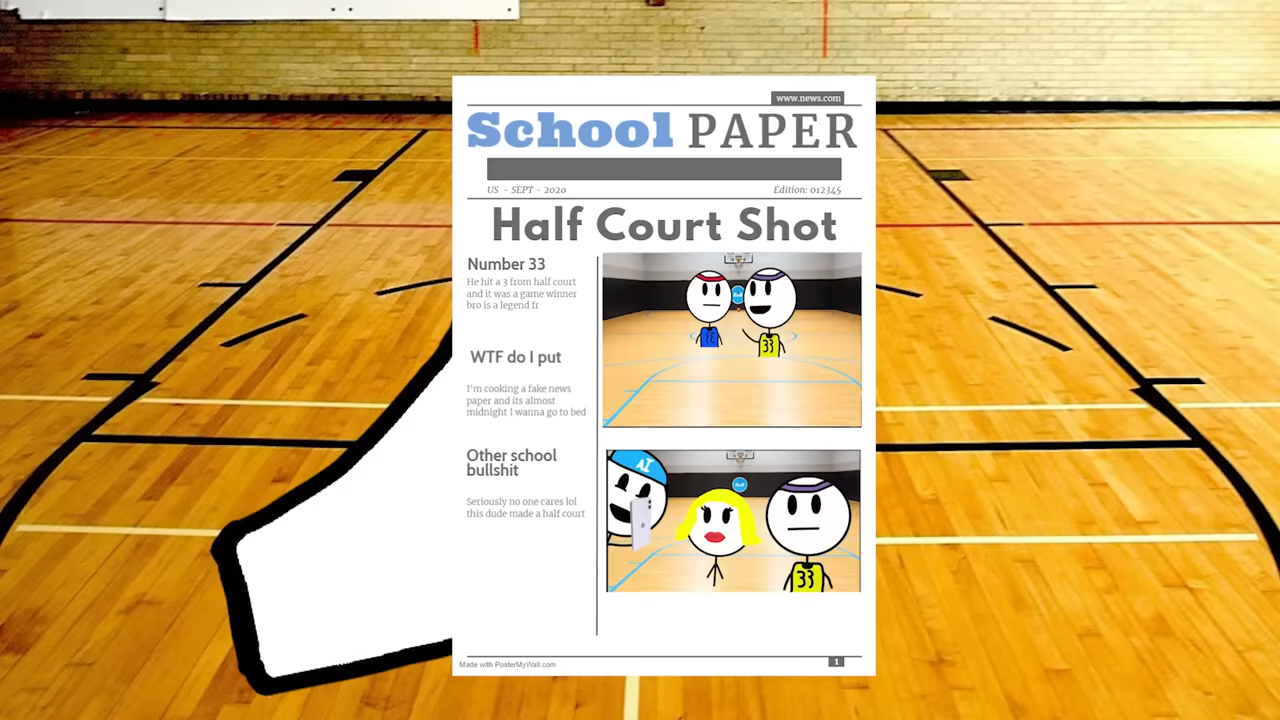 www.news.com
School PAPER
US - SEPT - 2020
Edition: 012345
Half Court Shot
Number 33
He hit a 3 from half court
and it was a game winner
bro is a legend fr
WTF do I put
I'm cooking a fake news
paper and its almost
midnight I wanna go to bed
Other school
bullshit
Seriously no one cares lol
this dude made a half court
33
AI
33
Made with PosterMyWall.com
1